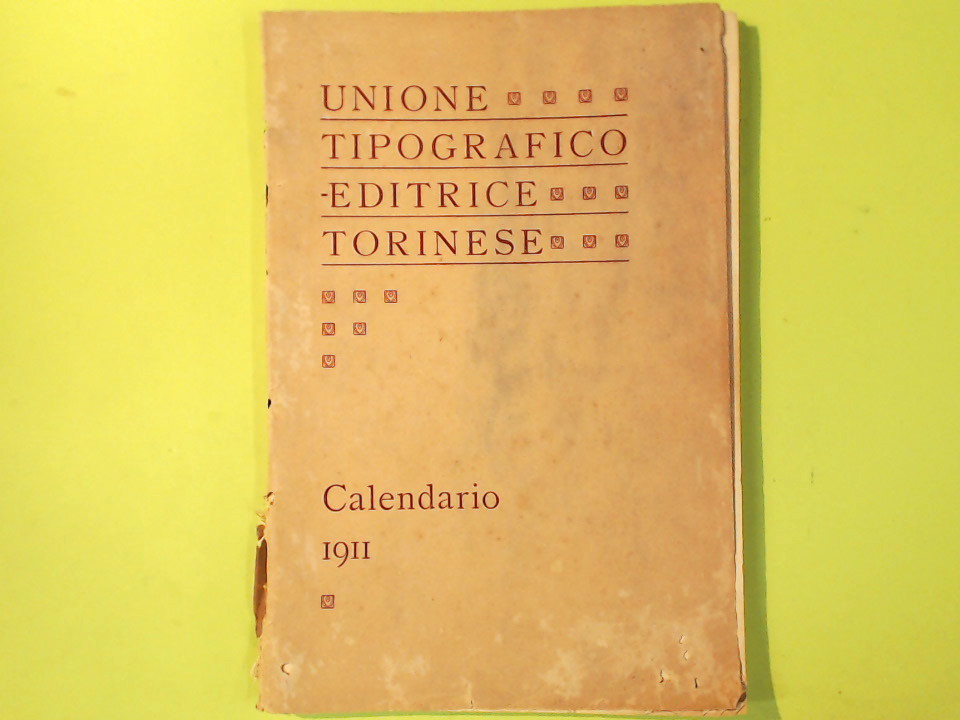 UNIONE
TIPOGRAFICO
-EDITRICE
TORINESE
Calendario
1911